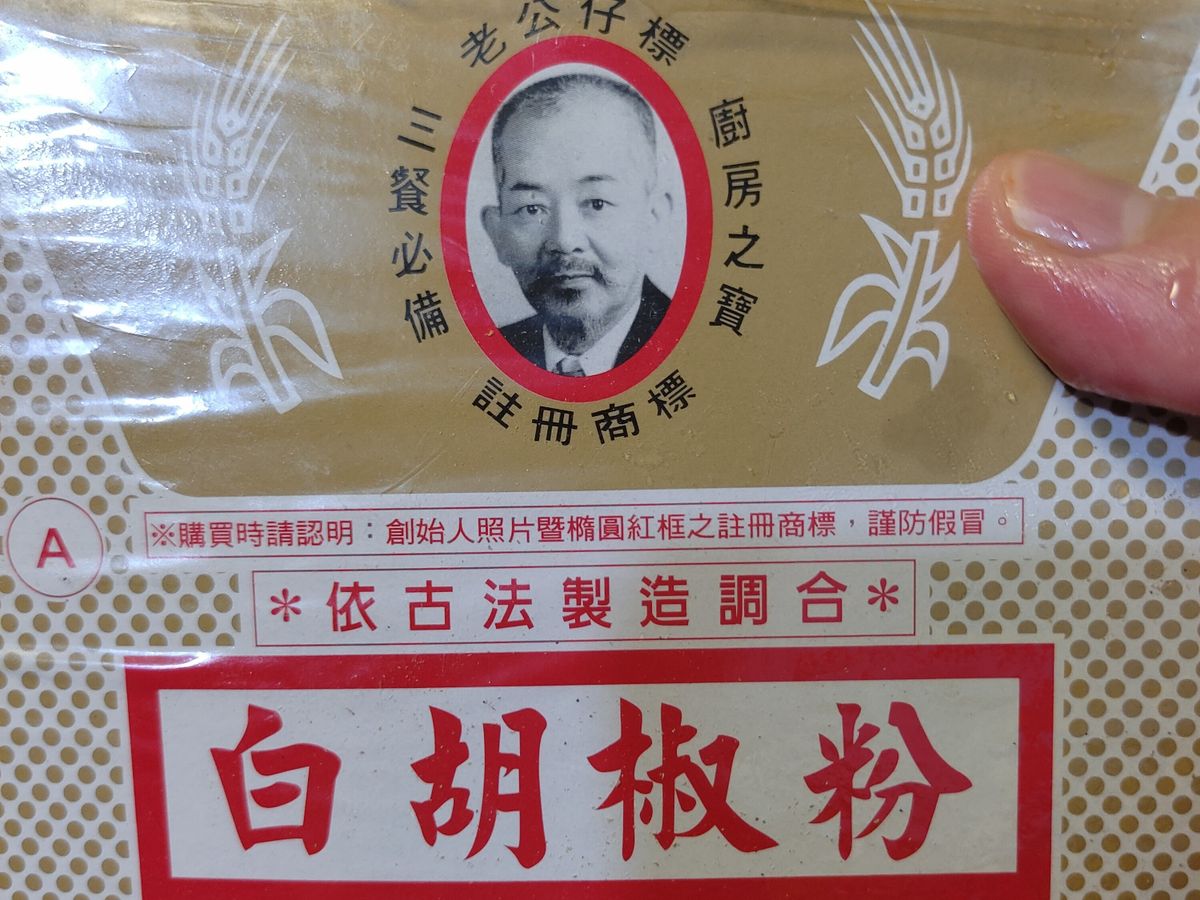 老公仔標
三餐必備
廚房之寶
註冊商標
A
※購買時請認明：創始人照片暨橢圓紅框之註冊商標，謹防假冒。
＊依古法製造調合＊
白胡椒粉